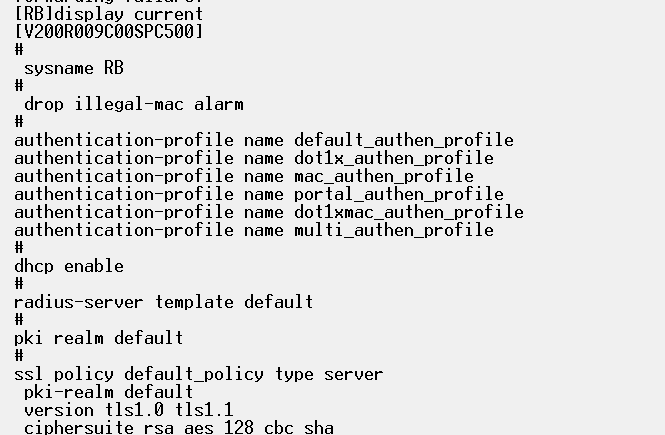 [RB]display current
[V200R009C00SPC500]
#
 sysname RB
#
 drop illegal-mac alarm
#
authentication-profile name default_authen_profile
authentication-profile name dot1x_authen_profile
authentication-profile name mac_authen_profile
authentication-profile name portal_authen_profile
authentication-profile name dot1xmac_authen_profile
authentication-profile name multi_authen_profile
#
dhcp enable
#
radius-server template default
#
pki realm default
#
ssl policy default_policy type server
 pki-realm default
 version tls1.0 tls1.1
 ciphersuite rsa_aes_128_cbc_sha